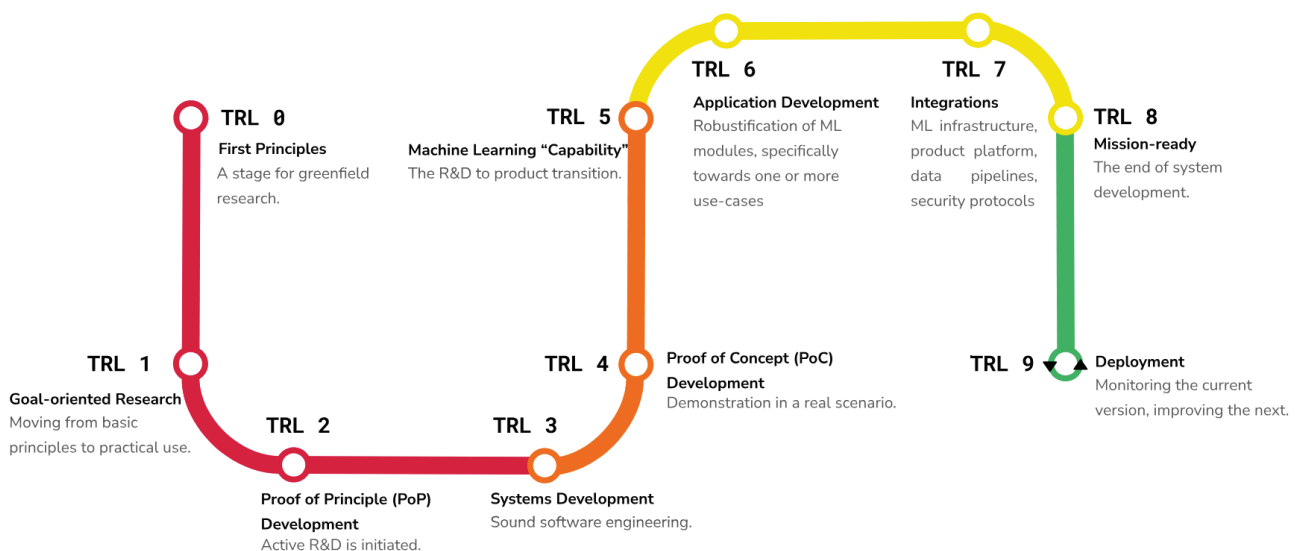 TRL 0
First Principles
A stage for greenfield
research.
TRL 1
Goal-oriented Research
Moving from basic
principles to practical use.
TRL 2
Proof of Principle (PoP)
Development
Active R&D is initiated.
TRL 3
Systems Development
Sound software engineering.
TRL 4
Proof of Concept (PoC)
Development
Demonstration in a real scenario.
TRL 5
Machine Learning “Capability”
The R&D to product transition.
TRL 6
Application Development
Robustification of ML
modules, specifically
towards one or more
use-cases
TRL 7
Integrations
ML infrastructure,
product platform,
data pipelines,
security protocols
TRL 8
Mission-ready
The end of system
development.
TRL 9
Deployment
Monitoring the current
version, improving the next.